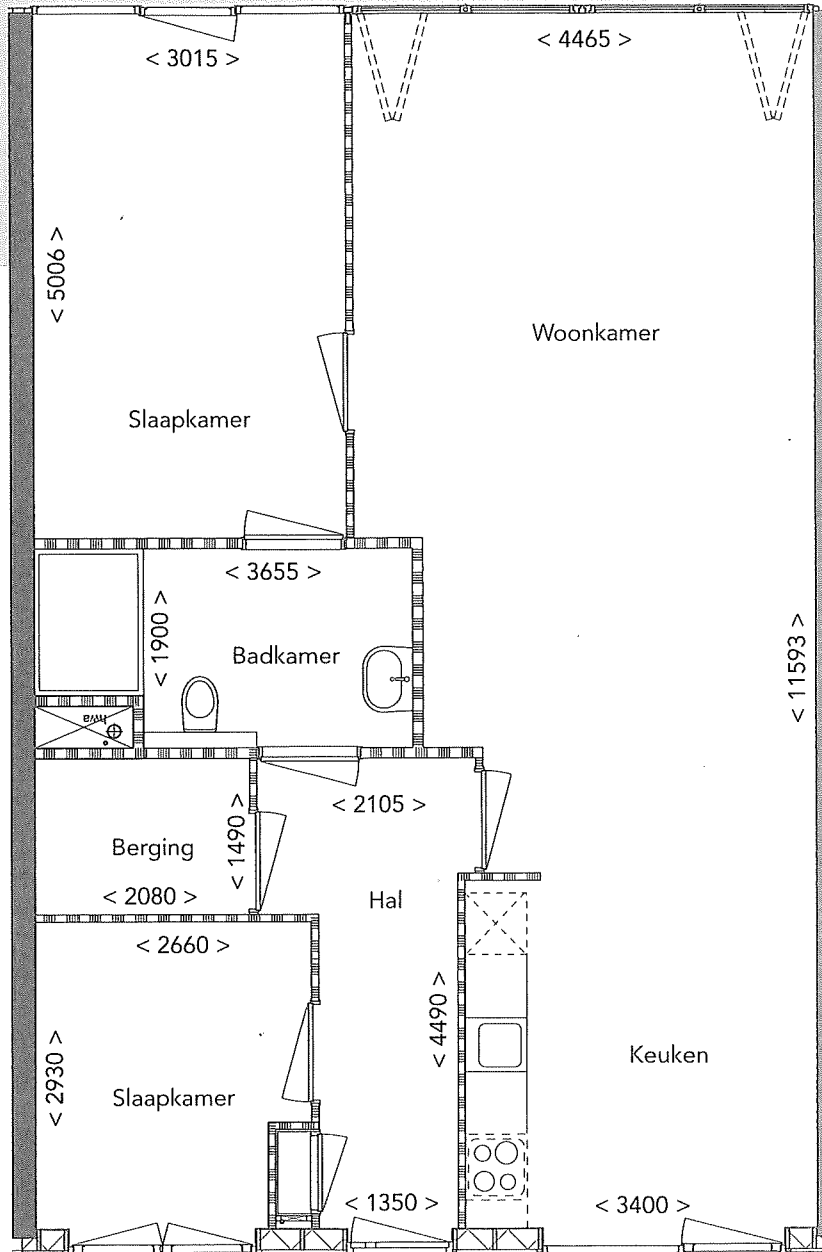 < 3015 >
< 4465 >
< 5006 >
Woonkamer
Slaapkamer
< 3655 >
< 1900 >
Badkamer
< 11593 >
hwa
< 2105 >
< 1490 >
Berging
< 2080 >
Hal
< 2660 >
< 4490 >
< 2930 >
Keuken
Slaapkamer
< 1350 >
< 3400 >